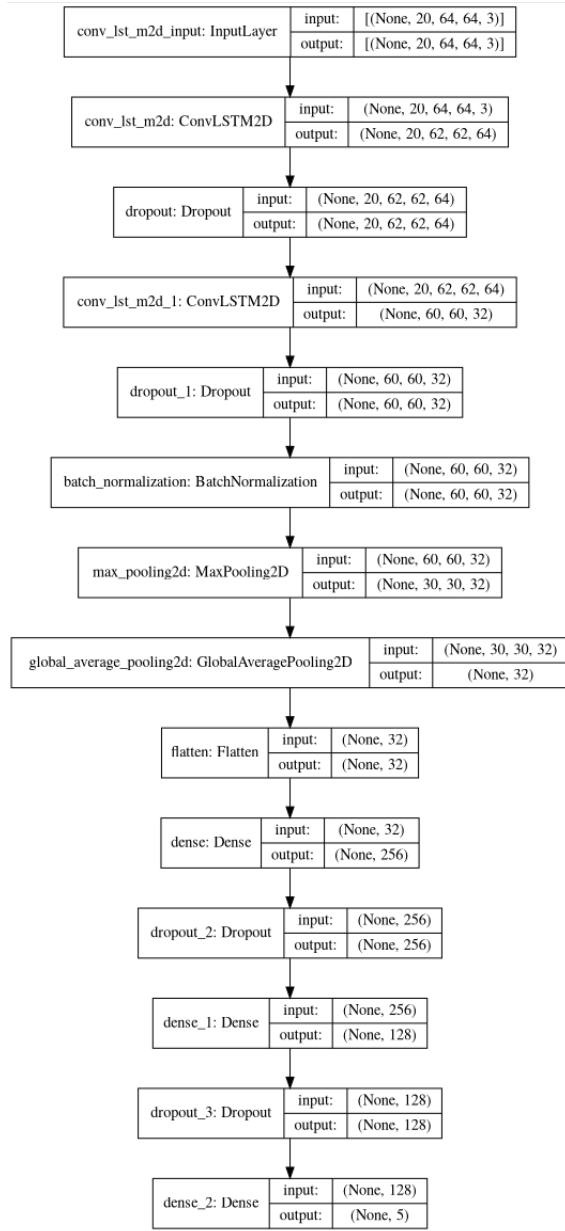 conv_lst_m2d_input: InputLayer
input: [(None, 20, 64, 64, 3)]
output: [(None, 20, 64, 64, 3)]
conv_lst_m2d: ConvLSTM2D
input: (None, 20, 64, 64, 3)
output: (None, 20, 62, 62, 64)
dropout: Dropout
input: (None, 20, 62, 62, 64)
output: (None, 20, 62, 62, 64)
conv_lst_m2d_1: ConvLSTM2D
input: (None, 20, 62, 62, 64)
output: (None, 60, 60, 32)
dropout_1: Dropout
input: (None, 60, 60, 32)
output: (None, 60, 60, 32)
batch_normalization: BatchNormalization
input: (None, 60, 60, 32)
output: (None, 60, 60, 32)
max_pooling2d: MaxPooling2D
input: (None, 60, 60, 32)
output: (None, 30, 30, 32)
global_average_pooling2d: GlobalAveragePooling2D
input: (None, 30, 30, 32)
output: (None, 32)
flatten: Flatten
input: (None, 32)
output: (None, 32)
dense: Dense
input: (None, 32)
output: (None, 256)
dropout_2: Dropout
input: (None, 256)
output: (None, 256)
dense_1: Dense
input: (None, 256)
output: (None, 128)
dropout_3: Dropout
input: (None, 128)
output: (None, 128)
dense_2: Dense
input: (None, 128)
output: (None, 5)